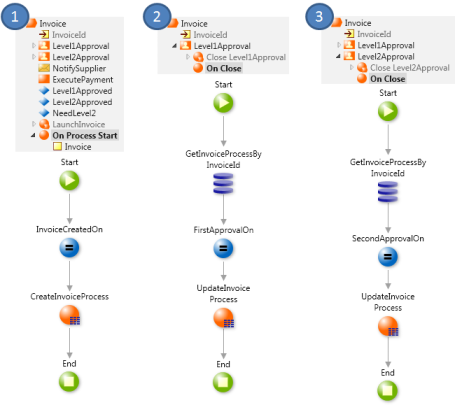 1
Invoice
InvoiceId
Level1Approval
Level2Approval
NotifySupplier
ExecutePayment
Level1Approved
Level2Approved
NeedLevel2
LaunchInvoice
On Process Start
Invoice
Start
InvoiceCreatedOn
CreateInvoiceProcess
End
2
Invoice
InvoiceId
Level1Approval
Close Level1Approval
On Close
Start
GetInvoiceProcessBy
InvoiceId
FirstApprovalOn
UpdateInvoice
Process
End
3
Invoice
InvoiceId
Level1Approval
Level2Approval
Close Level2Approval
On Close
Start
GetInvoiceProcessBy
InvoiceId
SecondApprovalOn
UpdateInvoice
Process
End